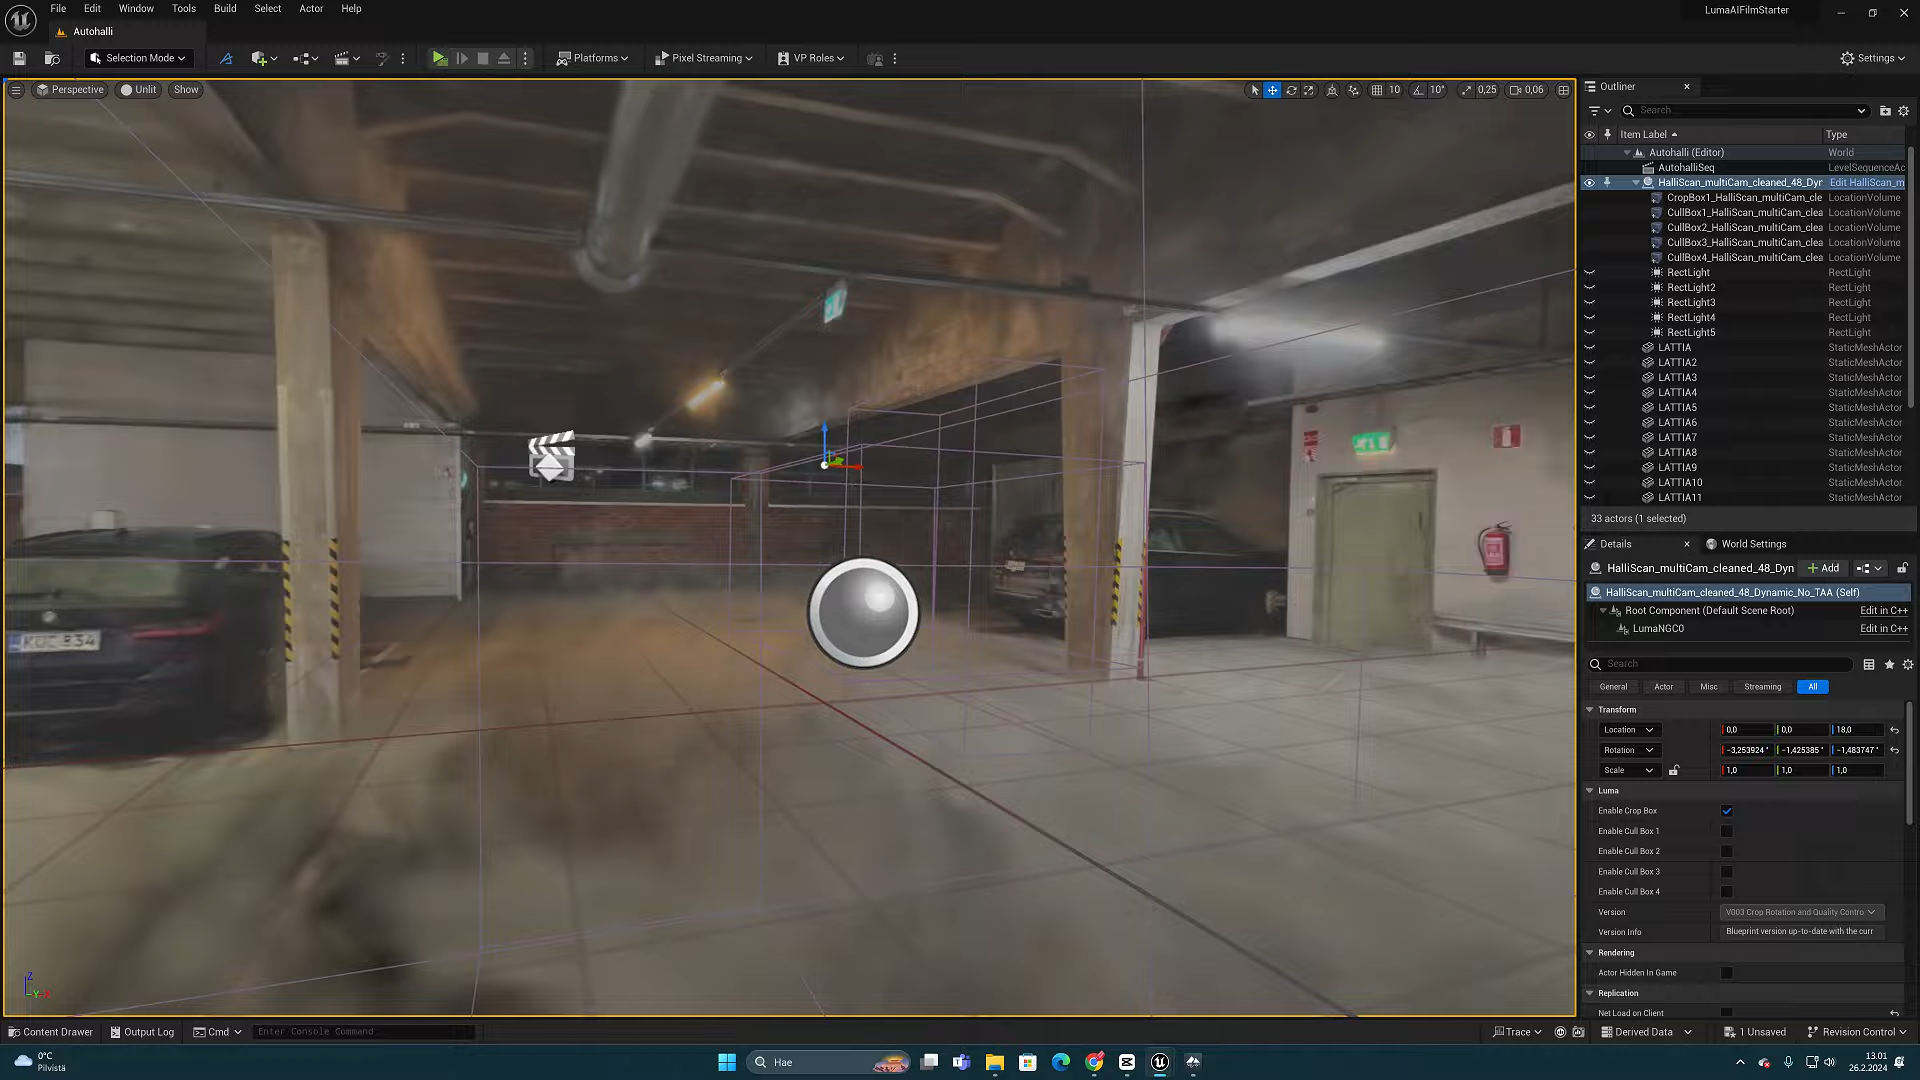 File Edit Window Tools Build Select Actor Help
LumaAIFilmStarter
Autohalli
Selection Mode
Platforms
Pixel Streaming
VP Roles
Settings
Perspective
Unlit
Show
10
10°
0,25
0,06
Outliner
Search...
Item Label
Type
Autohalli (Editor) World
AutohalliSeq LevelSequenceAc
HalliScan_multiCam_cleaned_48_Dyr Edit HalliScan_m
CropBox1_HalliScan_multiCam_cle LocationVolume
CullBox1_HalliScan_multiCam_clea LocationVolume
CullBox2_HalliScan_multiCam_clea LocationVolume
CullBox3_HalliScan_multiCam_clea LocationVolume
CullBox4_HalliScan_multiCam_clea LocationVolume
RectLight RectLight
RectLight2 RectLight
RectLight3 RectLight
RectLight4 RectLight
RectLight5 RectLight
LATTIA StaticMeshActor
LATTIA2 StaticMeshActor
LATTIA3 StaticMeshActor
LATTIA4 StaticMeshActor
LATTIA5 StaticMeshActor
LATTIA6 StaticMeshActor
LATTIA7 StaticMeshActor
LATTIA8 StaticMeshActor
LATTIA9 StaticMeshActor
LATTIA10 StaticMeshActor
LATTIA11 StaticMeshActor
33 actors (1 selected)
Details
World Settings
HalliScan_multiCam_cleaned_48_Dyn
Add
HalliScan_multiCam_cleaned_48_Dynamic_No_TAA (Self)
Root Component (Default Scene Root) Edit in C++
LumaNGC0 Edit in C++
Search
General Actor Misc Streaming All
Transform
Location 0,0 0,0 18,0
Rotation -3,253924° -1,425385° -1,483747°
Scale 1,0 1,0 1,0
Luma
Enable Crop Box
Enable Cull Box 1
Enable Cull Box 2
Enable Cull Box 3
Enable Cull Box 4
Version V003 Crop Rotation and Quality Contro
Version Info Blueprint version up-to-date with the curr
Rendering
Actor Hidden In Game
Replication
Net Load on Client
Z
Y
X
Content Drawer
Output Log
Cmd
Enter Console Command
Trace
Derived Data
1 Unsaved
Revision Control
0°C
Pilvistä
Hae
13.01
26.2.2024